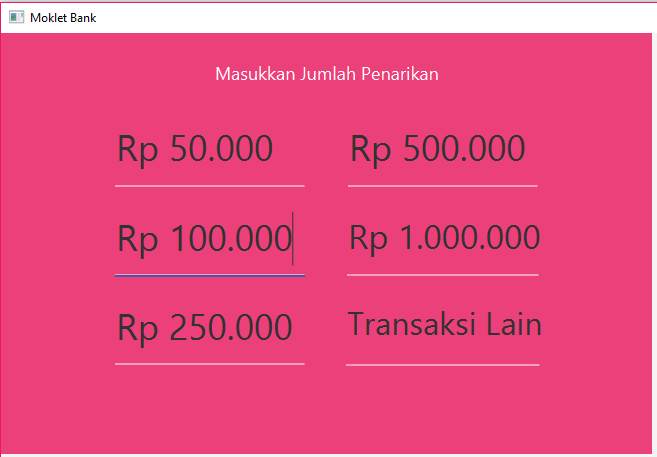 Moklet Bank
Masukkan Jumlah Penarikan
Rp 50.000
Rp 500.000
Rp 100.000
Rp 1.000.000
Rp 250.000
Transaksi Lain